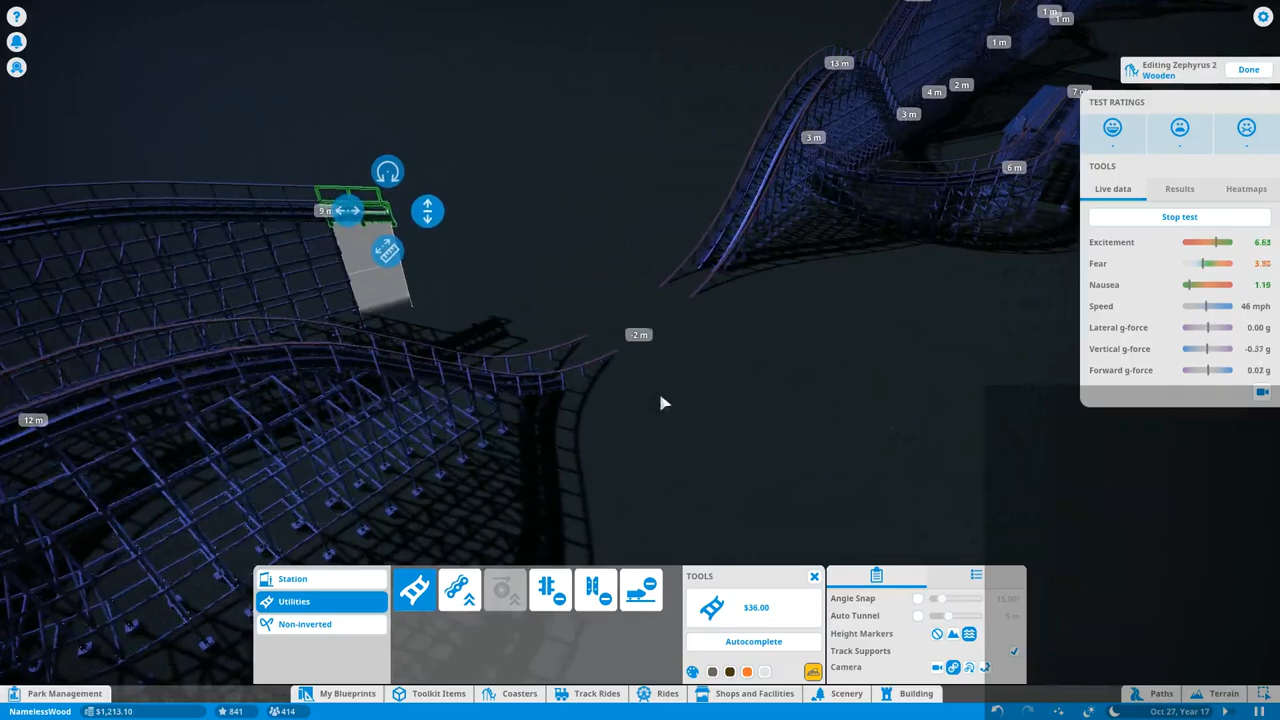 1 m
1 m
1 m
13 m
2 m
4 m
3 m
3 m
6 m
9 m
-2 m
12 m
Editing Zephyrus 2
Wooden
Done
TEST RATINGS
- - -
TOOLS
Live data Results Heatmaps
Stop test
Excitement
Fear
Nausea 1.19
Speed 46 mph
Lateral g-force 0.00 g
Vertical g-force -0.37 g
Forward g-force 0.02 g
Station
Utilities
Non-inverted
TOOLS
$36.00
Autocomplete
Angle Snap 15.00°
Auto Tunnel 5 m
Height Markers
Track Supports
Camera
Park Management My Blueprints Toolkit Items Coasters Track Rides Rides Shops and Facilities Scenery Building Paths Terrain
NamelessWood $1,213.10 841 414 Oct 27, Year 17